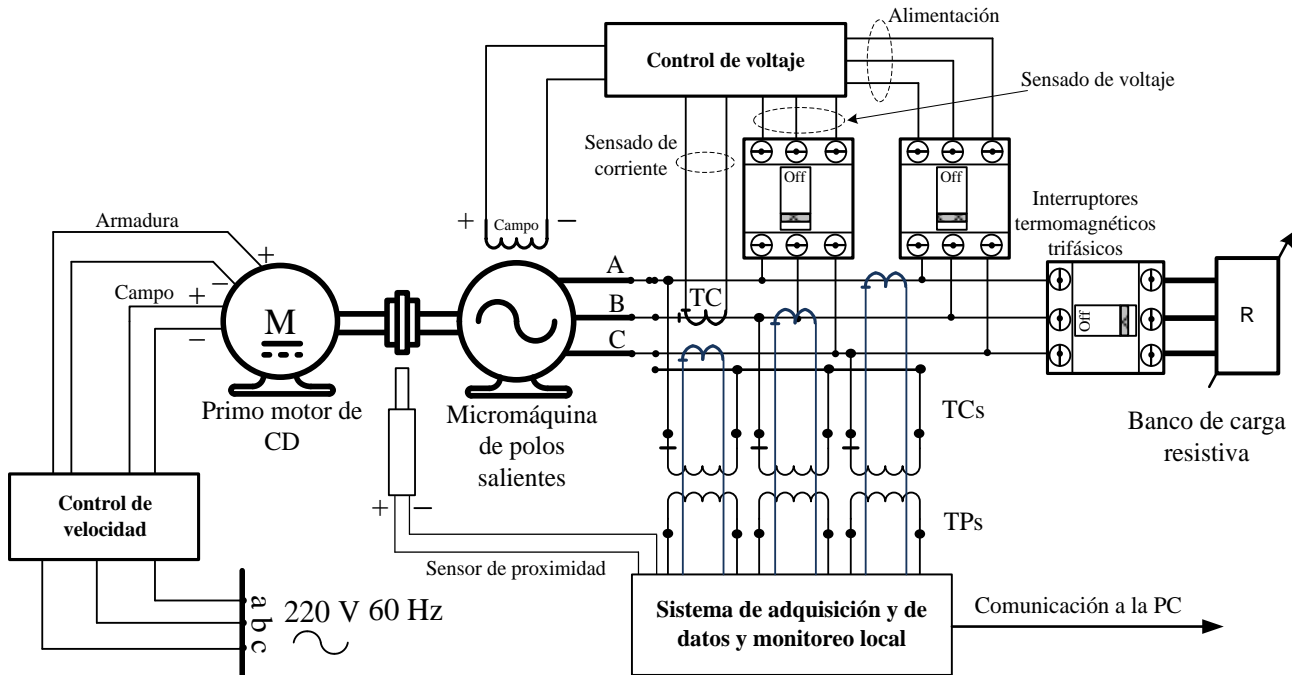 Alimentación
Control de voltaje
Sensado de voltaje
Sensado de
corriente
Off
Off
Interruptores
termomagnéticos
trifásicos
Armadura
+
−
Campo
+
−
+
Campo
−
M
A
B
C
TC
Off
R
Primo motor de
CD
Micromáquina
de polos
salientes
TCs
Banco de carga
resistiva
Control de
velocidad
+
−
TPs
Sensor de proximidad
a
b
c
220 V 60 Hz
Sistema de adquisición y de
datos y monitoreo local
Comunicación a la PC